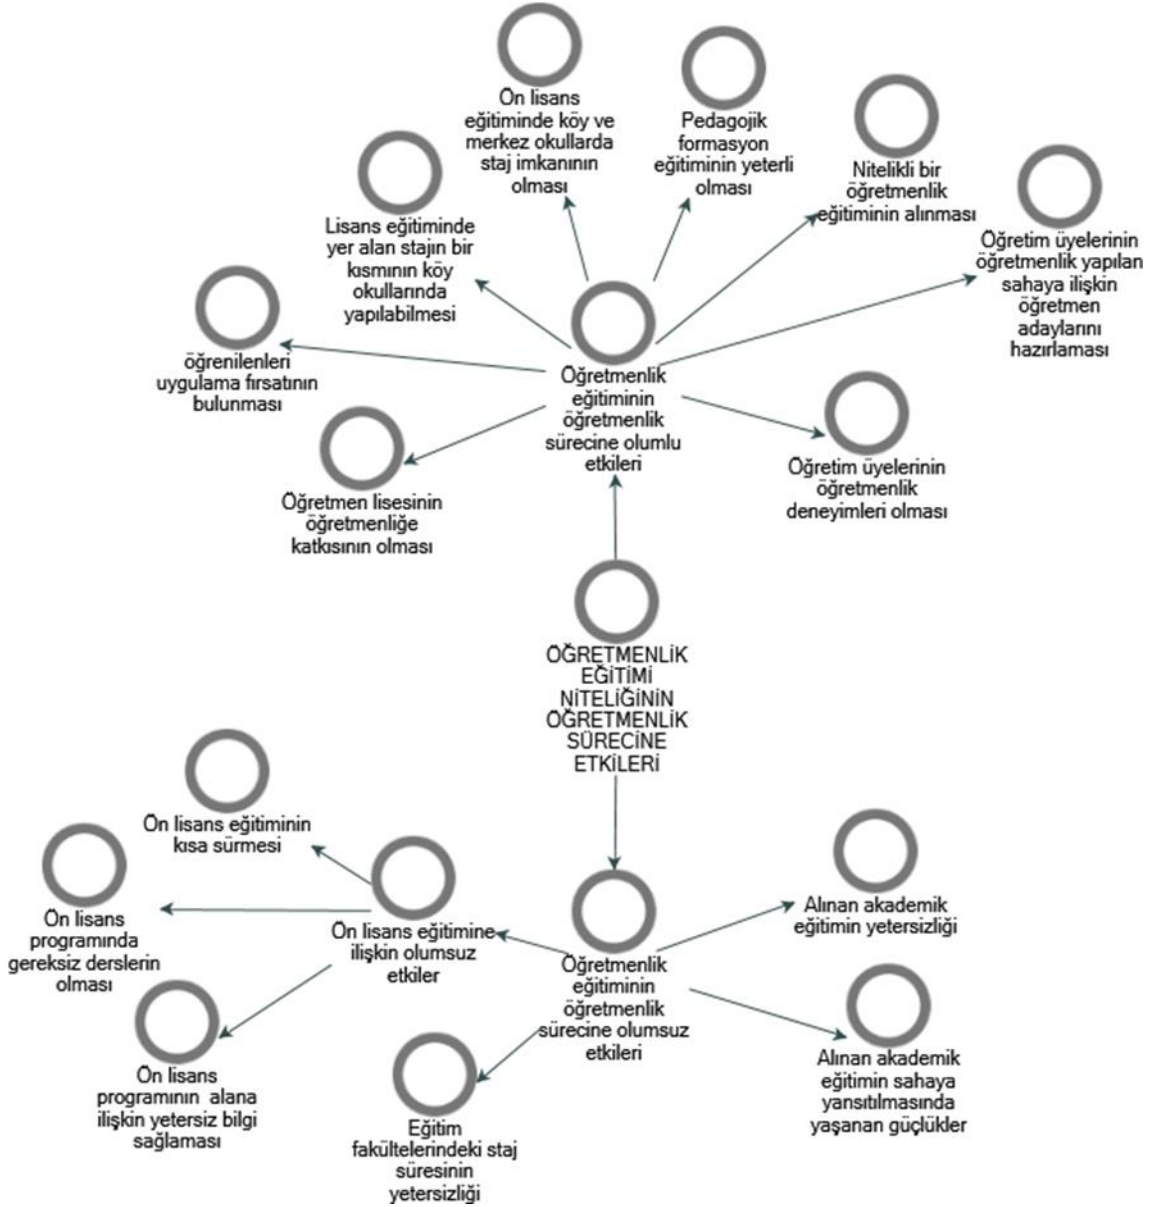 Ön lisans
eğitiminde köy ve
merkez okullarda
staj imkanının
olması
Pedagojik
formasyon
eğitiminin yeterli
olması
Nitelikli bir
öğretmenlik
eğitiminin alınması
Öğretim üyelerinin
öğretmenlik yapılan
sahaya ilişkin
öğretmen
adaylarını
hazırlaması
Lisans eğitiminde
yer alan stajın bir
kısmının köy
okullarında
yapılabilmesi
öğrenilenleri
uygulama fırsatının
bulunması
Öğretmenlik
eğitiminin
öğretmenlik
sürecine olumlu
etkileri
Öğretmen lisesinin
öğretmenliğe
katkısının olması
Öğretim üyelerinin
öğretmenlik
deneyimleri olması
ÖĞRETMENLİK
EĞİTİMİ
NİTELİĞİNİN
ÖĞRETMENLİK
SÜRECİNE
ETKİLERİ
Ön lisans eğitiminin
kısa sürmesi
Ön lisans
programında
gereksiz derslerin
olması
Ön lisans eğitimine
ilişkin olumsuz
etkiler
Ön lisans
programının alana
ilişkin yetersiz bilgi
sağlaması
Öğretmenlik
eğitiminin
öğretmenlik
sürecine olumsuz
etkileri
Alınan akademik
eğitimin yetersizliği
Alınan akademik
eğitimin sahaya
yansıtılmasında
yaşanan güçlükler
Eğitim
fakültelerindeki staj
süresinin
yetersizliği